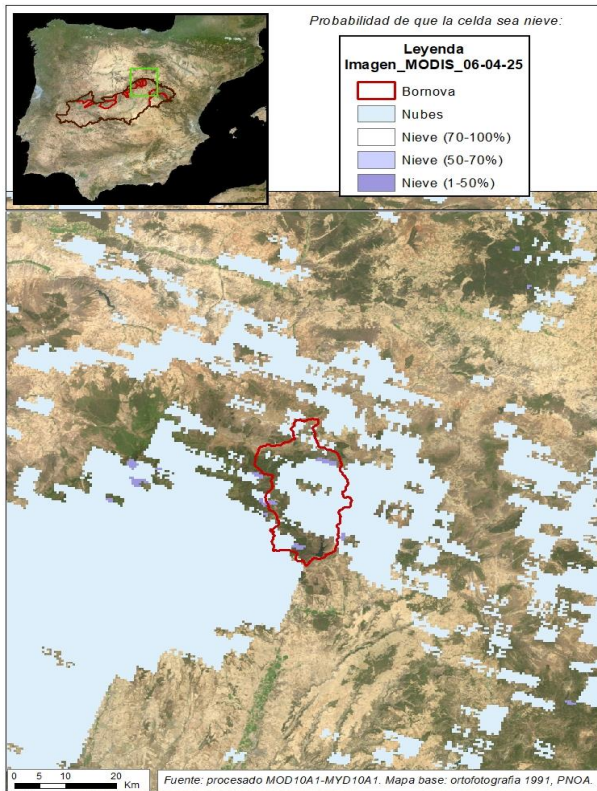 Probabilidad de que la celda sea nieve:
Leyenda
Imagen_MODIS_06-04-25
Bornova
Nubes
Nieve (70-100%)
Nieve (50-70%)
Nieve (1-50%)
0 5 10 20
Km
Fuente: procesado MOD10A1-MYD10A1. Mapa base: ortofotografia 1991, PNOA.